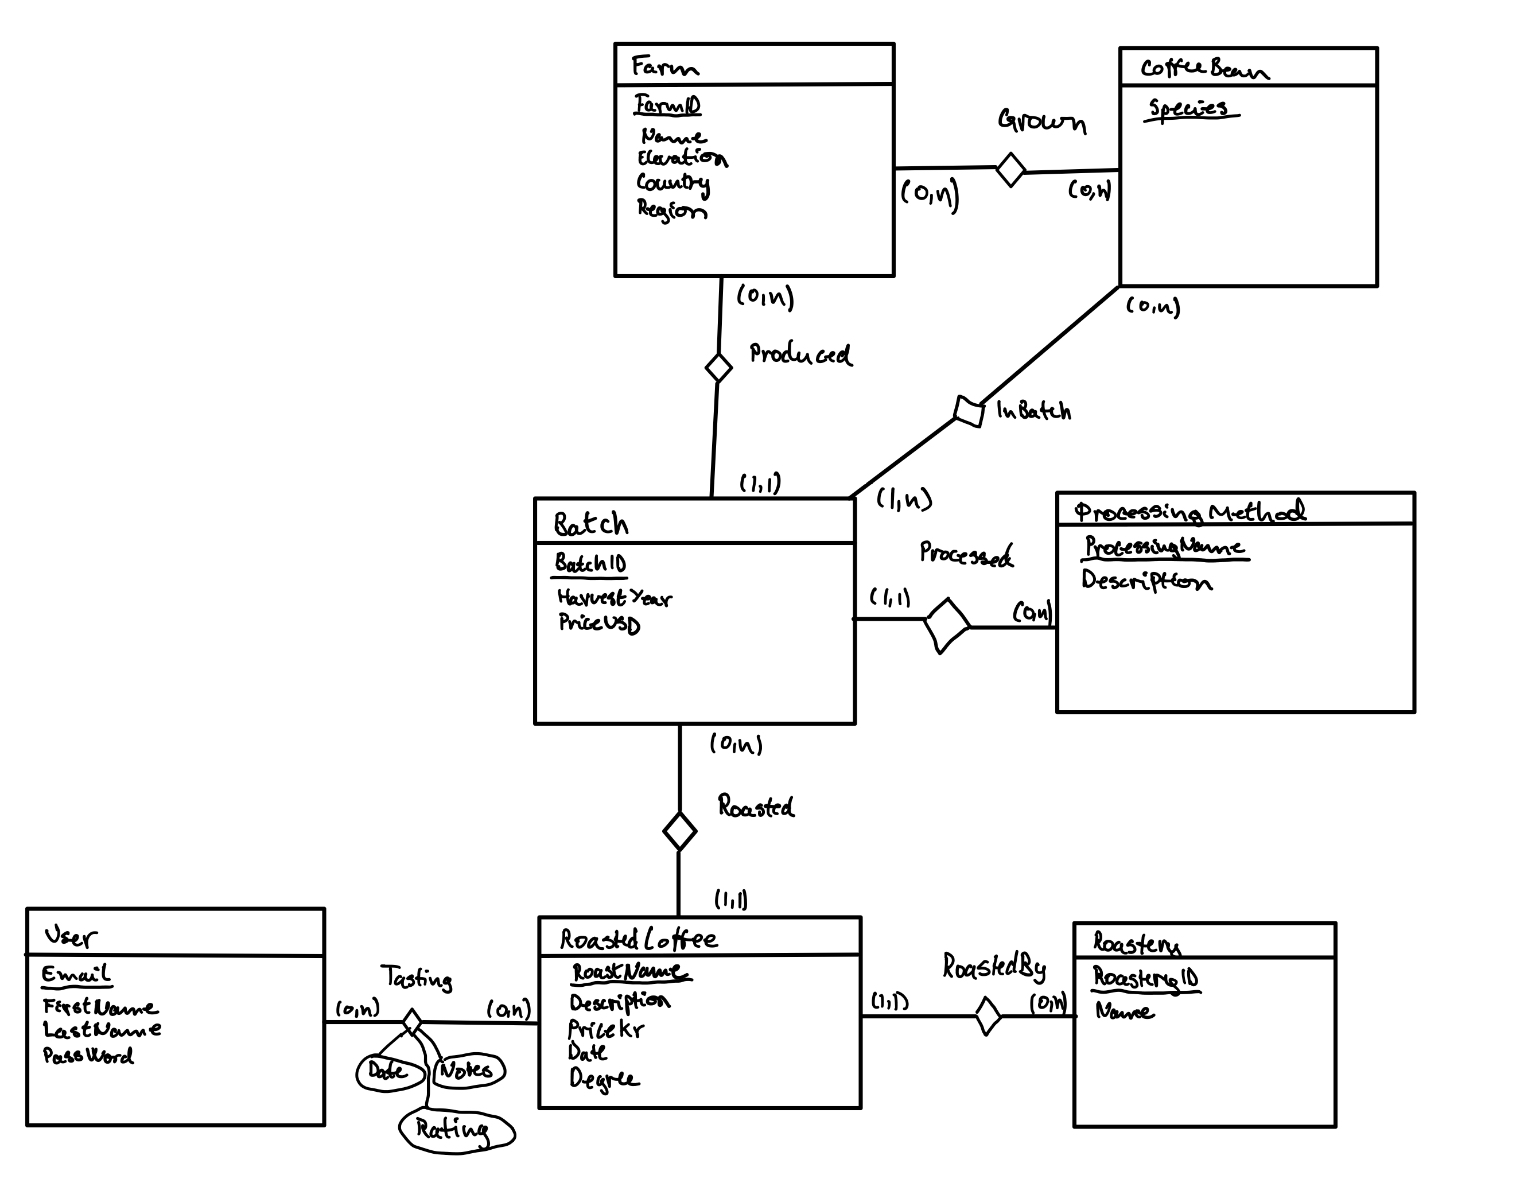 Farm
FarmID
Name
Elevation
Country
Region
Grown
(0,n)
(0,n)
CoffeeBean
Species
(0,n)
Produced
(1,1)
(0,n)
InBatch
(1,n)
Batch
BatchID
HarvestYear
PriceUSD
Processed
(1,1)
(0,n)
ProcessingMethod
ProcessingName
Description
(0,n)
Roasted
(1,1)
User
Email
FirstName
LastName
PassWord
Tasting
(0,n)
(0,n)
Date
Notes
Rating
RoastedCoffee
RoastName
Description
PriceKr
Date
Degree
RoastedBy
(1,1)
(0,n)
Roastery
RoasteryID
Name